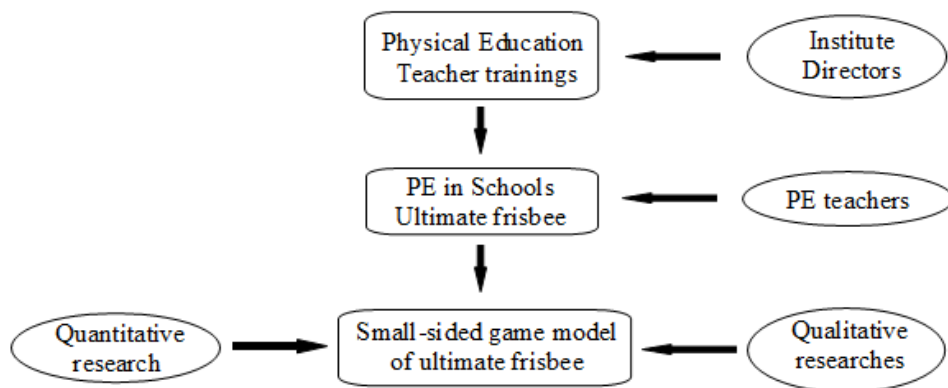 Physical Education
Teacher trainings
Institute
Directors
PE in Schools
Ultimate frisbee
PE teachers
Quantitative
research
Small-sided game model
of ultimate frisbee
Qualitative
researches